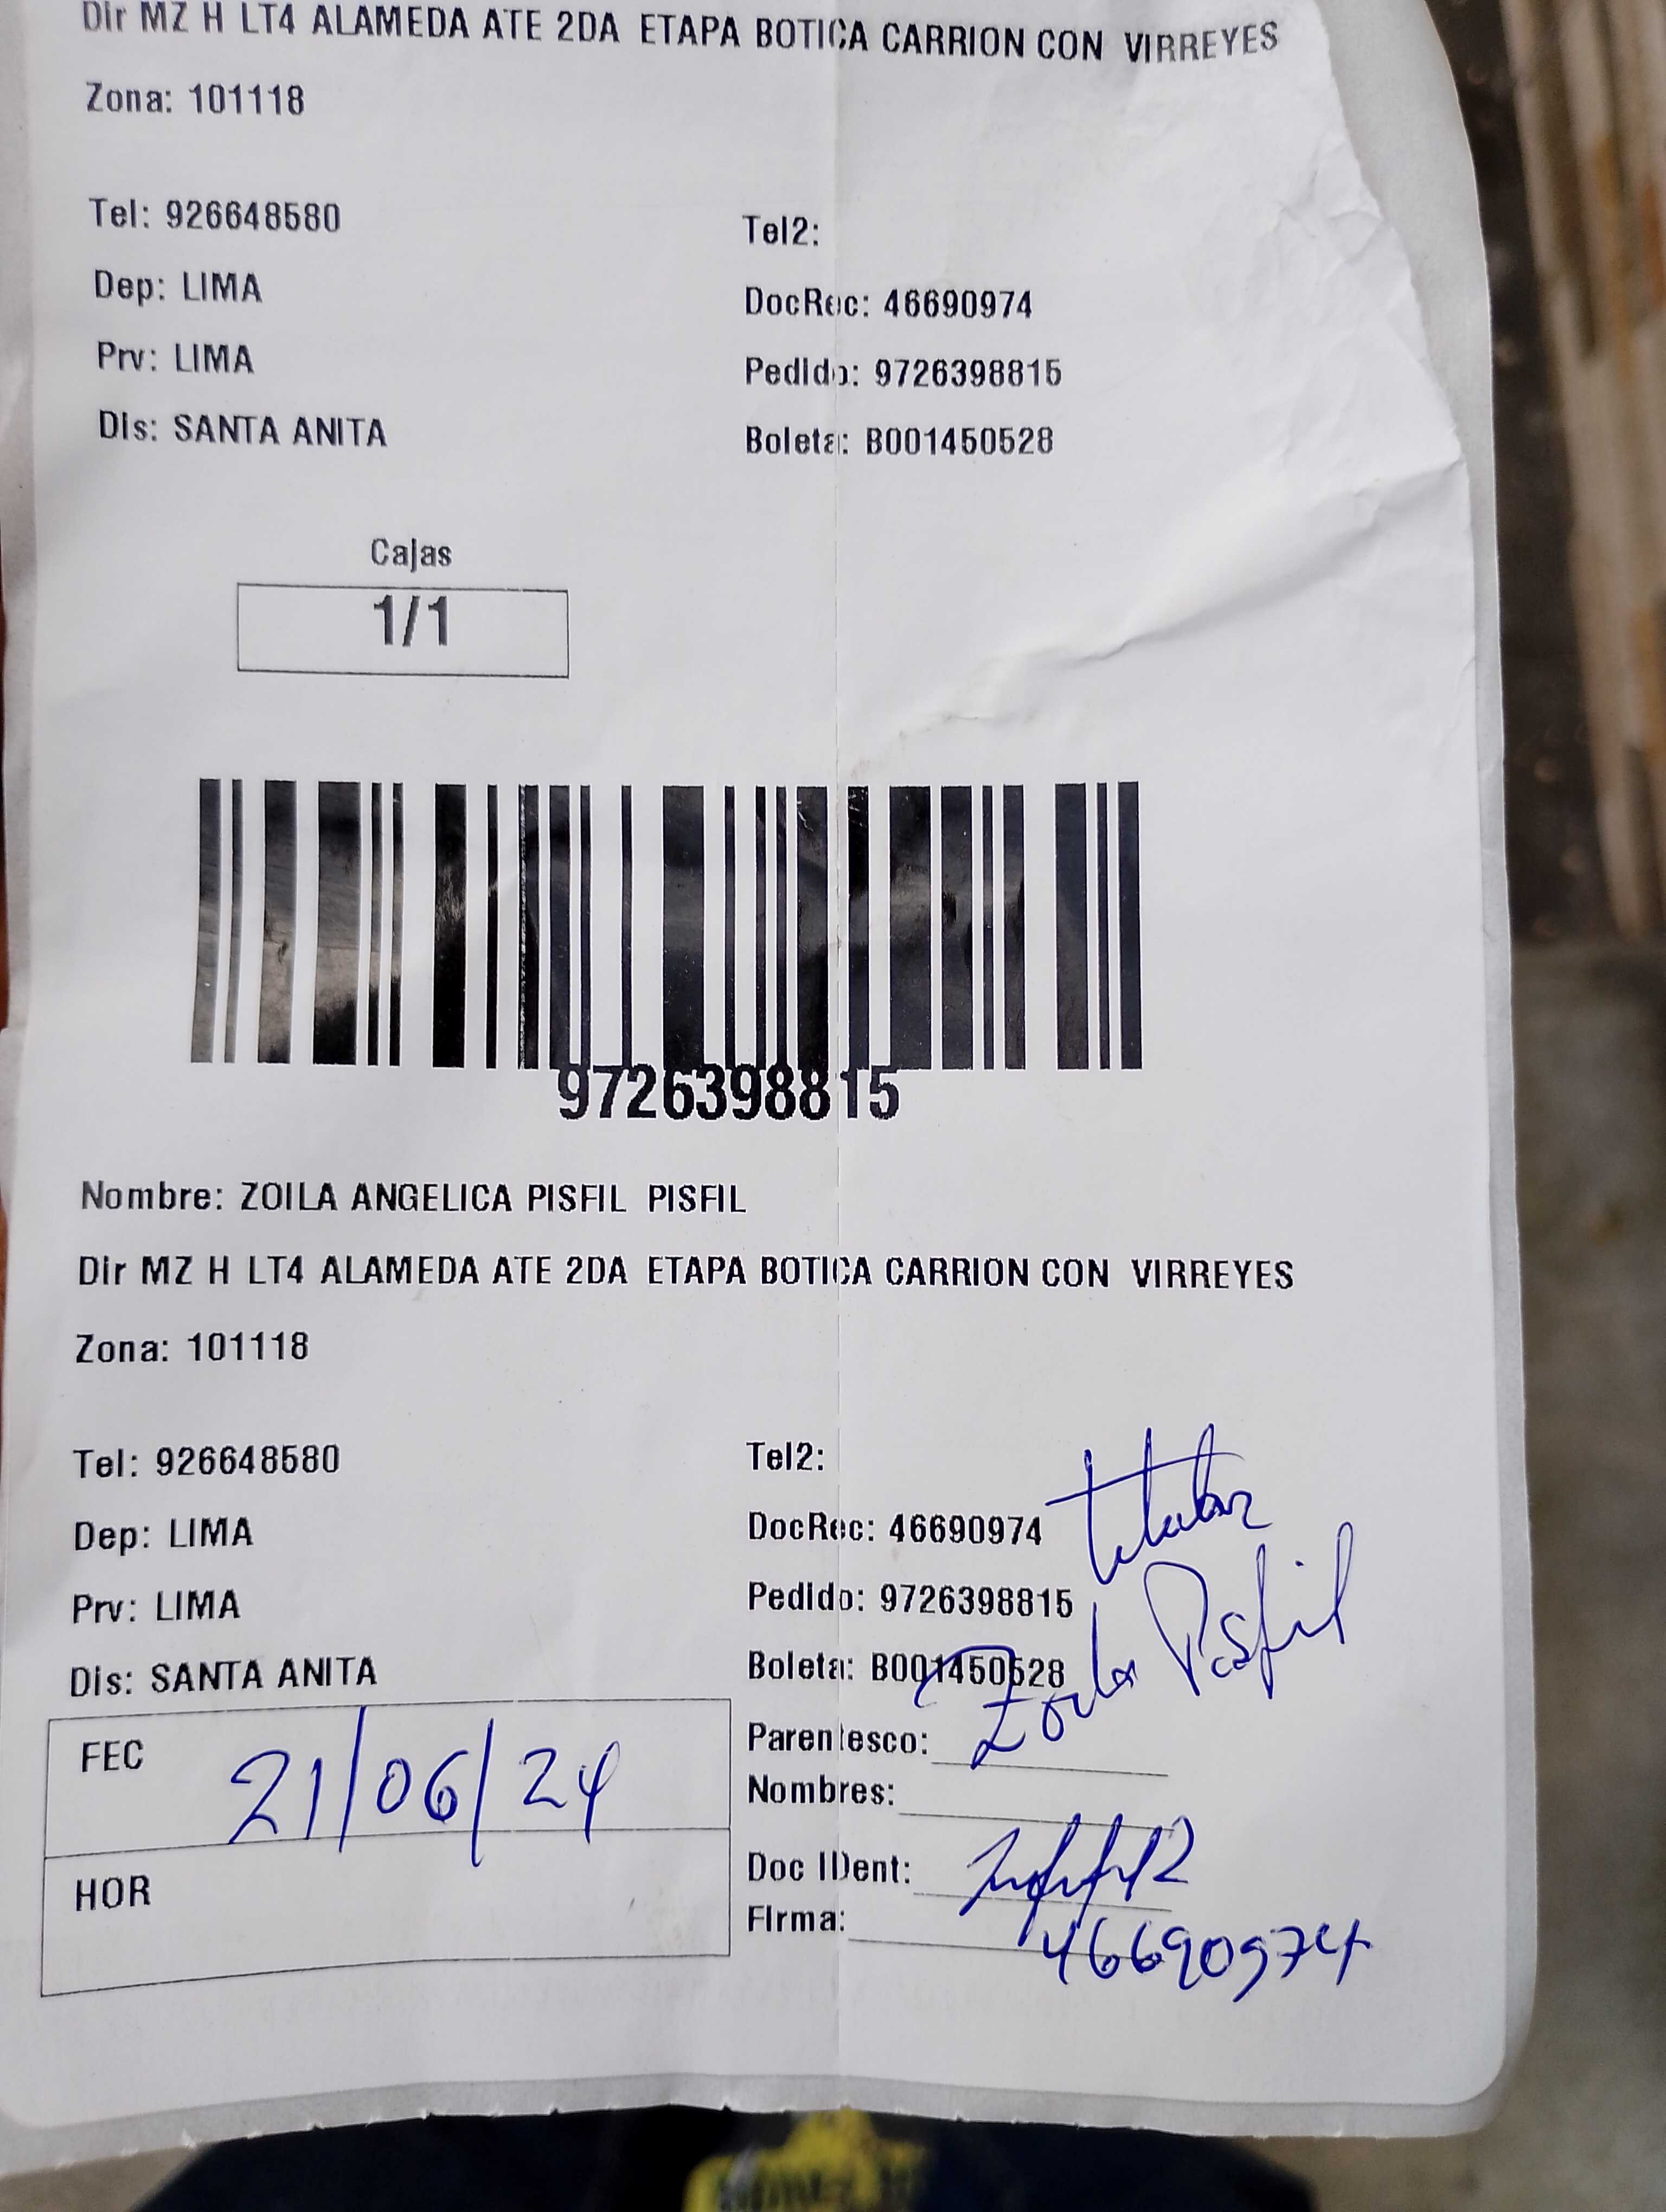 Dir MZ H LT4 ALAMEDA ATE 2DA ETAPA BOTICA CARRION CON VIRREYES
Zona: 101118
Tel: 926648580
Tel2:
Dep: LIMA
DocRec: 46690974
Prv: LIMA
Pedido: 9726398815
Dis: SANTA ANITA
Boleta: B001450528
Cajas
1/1
9726398815
Nombre: ZOILA ANGELICA PISFIL PISFIL
Dir MZ H LT4 ALAMEDA ATE 2DA ETAPA BOTICA CARRION CON VIRREYES
Zona: 101118
Tel: 926648580
Tel2:
Dep: LIMA
DocRec: 46690974
titular
Prv: LIMA
Pedido: 9726398815
Dis: SANTA ANITA
Boleta: B001450528
Zoila Pisfil
FEC 21/06/24
Parentesco:
Nombres:
HOR
Doc IDent:
Firma:
46690974